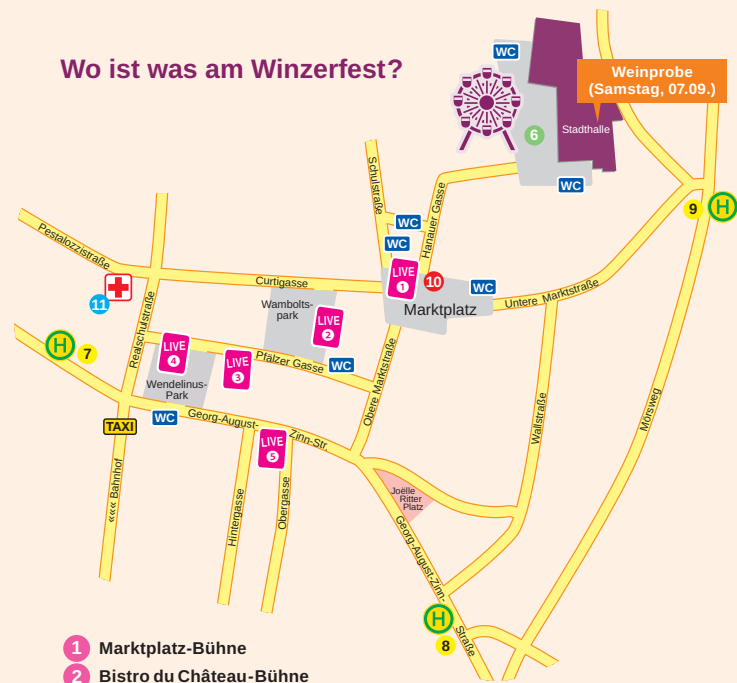 Wo ist was am Winzerfest?
WC
Weinprobe
(Samstag, 07.09.)
6
Stadthalle
WC
Schulstraße
Hanauer Gasse
9
H
WC
WC
Pestalozzistraße
Curtigasse
LIVE
1
10
WC
Marktplatz
Untere Marktstraße
11
Realschulstraße
Wambolts-
park
LIVE
2
H
7
LIVE
4
LIVE
3
Pfälzer Gasse
WC
Obere Marktstraße
Wendelinus-
Park
WC
TAXI
Georg-August-
Zinn-Str.
LIVE
5
Wallstraße
Mörsweg
««« Bahnhof
Hintergasse
Obergasse
Joëlle
Ritter
Platz
Georg-August-Zinn-
Straße
H
8
1 Marktplatz-Bühne
2 Bistro du Château-Bühne